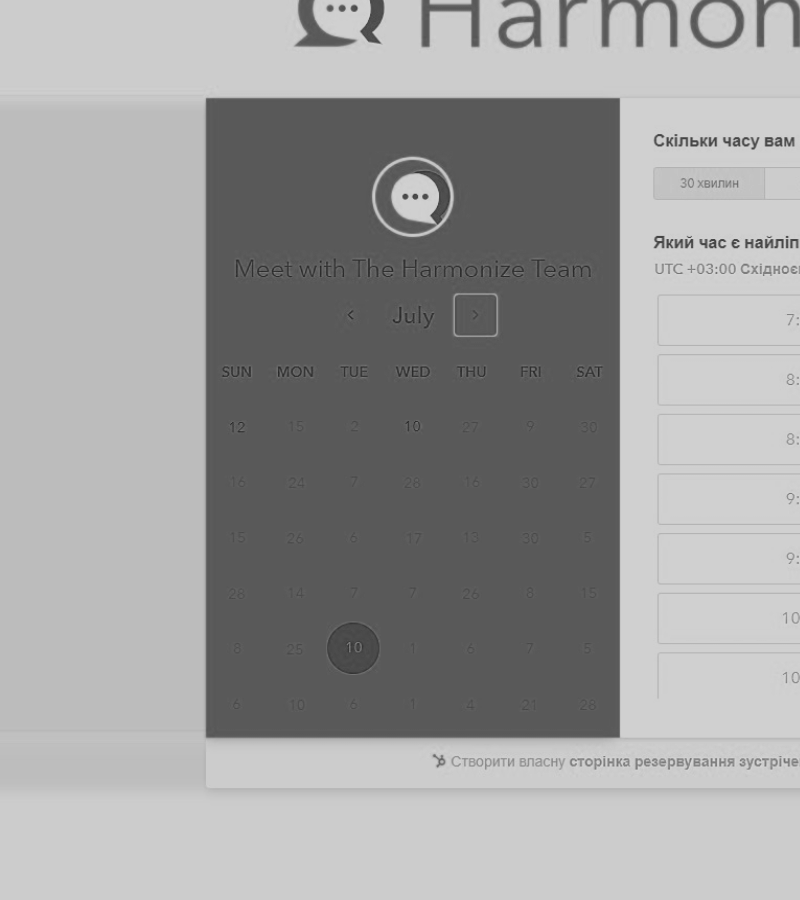 Harmon
Meet with The Harmonize Team
July
SUN MON TUE WED THU FRI SAT
12 15 2 10 27 9 30
16 24 7 28 16 30 27
15 26 6 17 13 30 5
28 14 7 7 26 8 15
8 25 10 1 6 7 5
6 10 6 1 4 21 28
Скільки часу вам
30 хвилин
Який час є найліп
UTC +03:00 Східноє
7:
8:
8:
9:
9:
10
10
Створити власну сторінка резервування зустріче